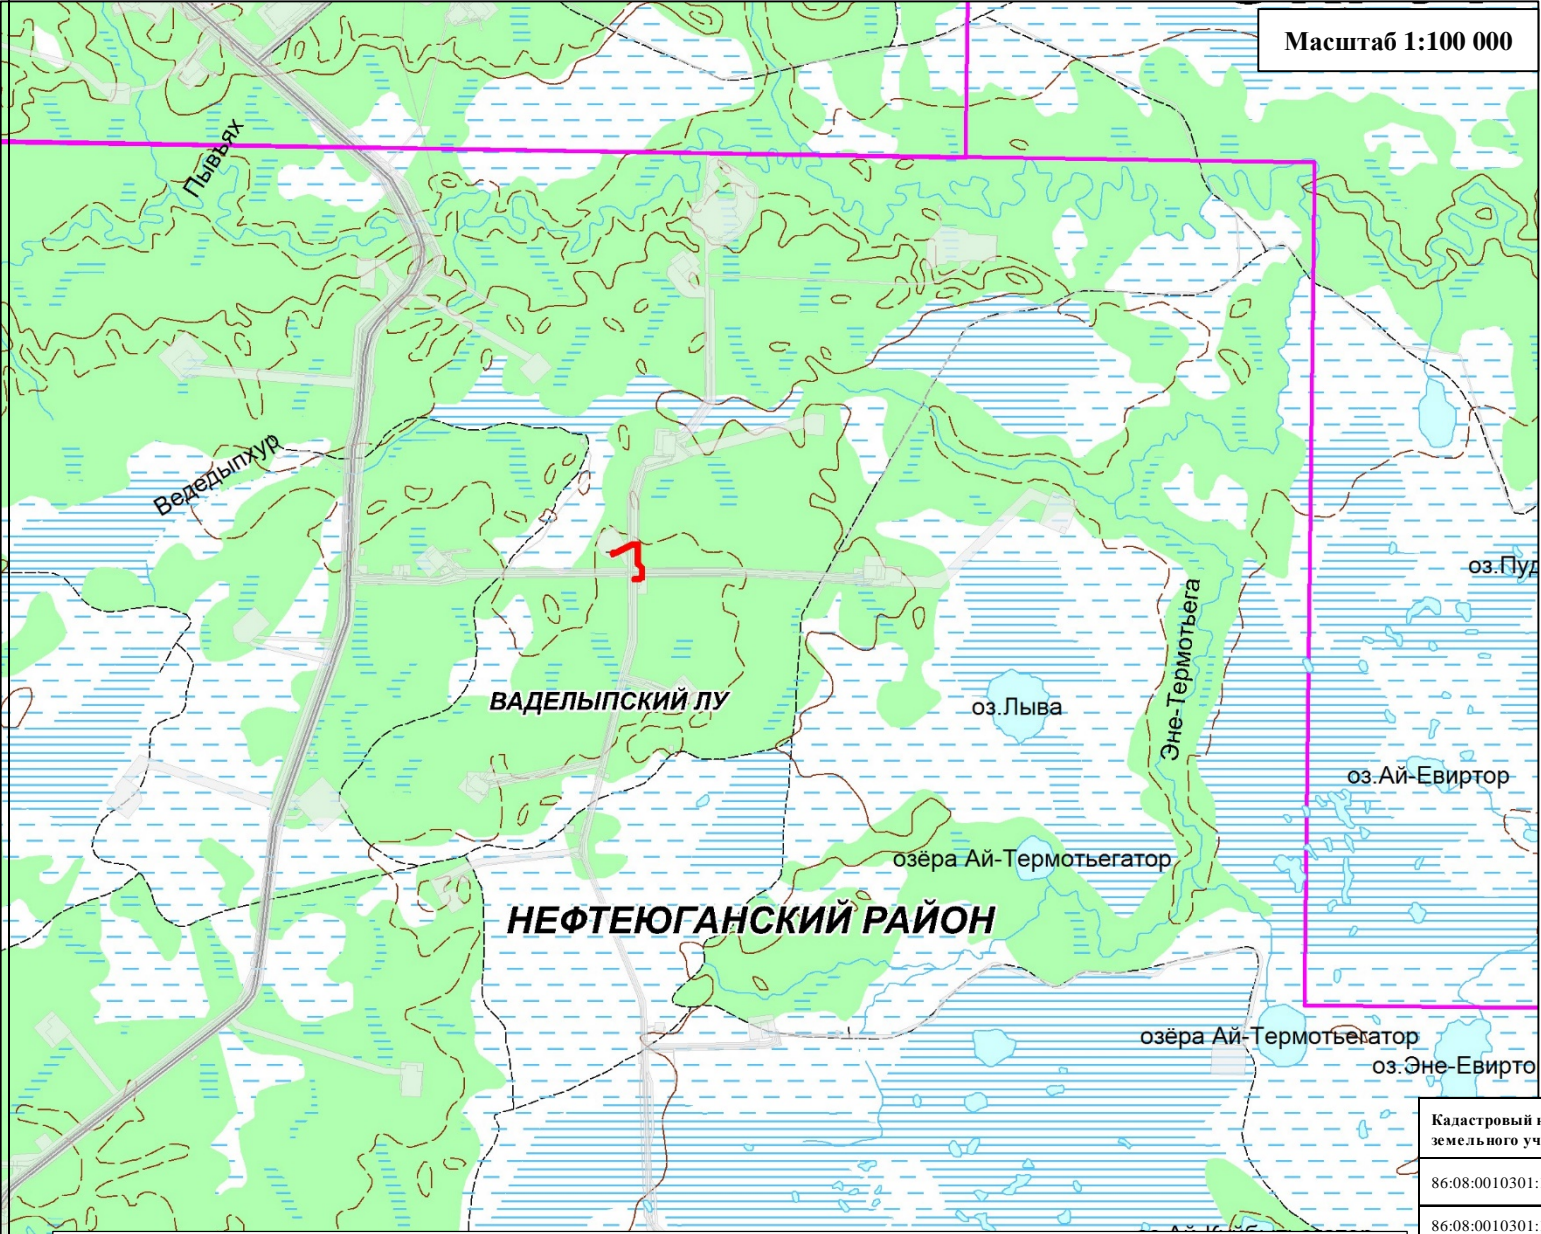 Масштаб 1:100 000
Пывъях
Ведедыпхур
оз.Пуд
Эне-Термотьега
ВАДЕЛЫПСКИЙ ЛУ
оз.Лыва
оз.Ай-Евиртор
озёра Ай-Термотьегатор
НЕФТЕЮГАНСКИЙ РАЙОН
озёра Ай-Термотьегатор
оз.Эне-Евирто
Кадастровый
земельного уч
86:08:0010301:
86:08:0010301: